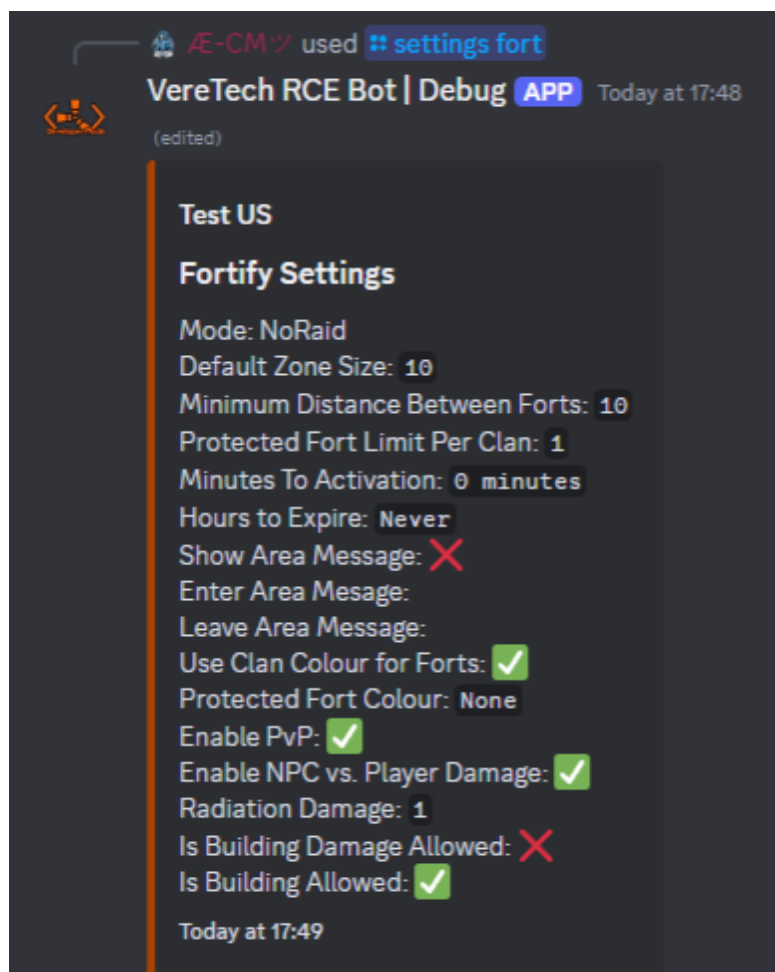 Æ-CMツ used settings fort
VereTech RCE Bot | Debug APP Today at 17:48
(edited)
Test US
Fortify Settings
Mode: NoRaid
Default Zone Size: 10
Minimum Distance Between Forts: 10
Protected Fort Limit Per Clan: 1
Minutes To Activation: 0 minutes
Hours to Expire: Never
Show Area Message: ❌
Enter Area Mesage:
Leave Area Message:
Use Clan Colour for Forts: ✅
Protected Fort Colour: None
Enable PvP: ✅
Enable NPC vs. Player Damage: ✅
Radiation Damage: 1
Is Building Damage Allowed: ❌
Is Building Allowed: ✅
Today at 17:49